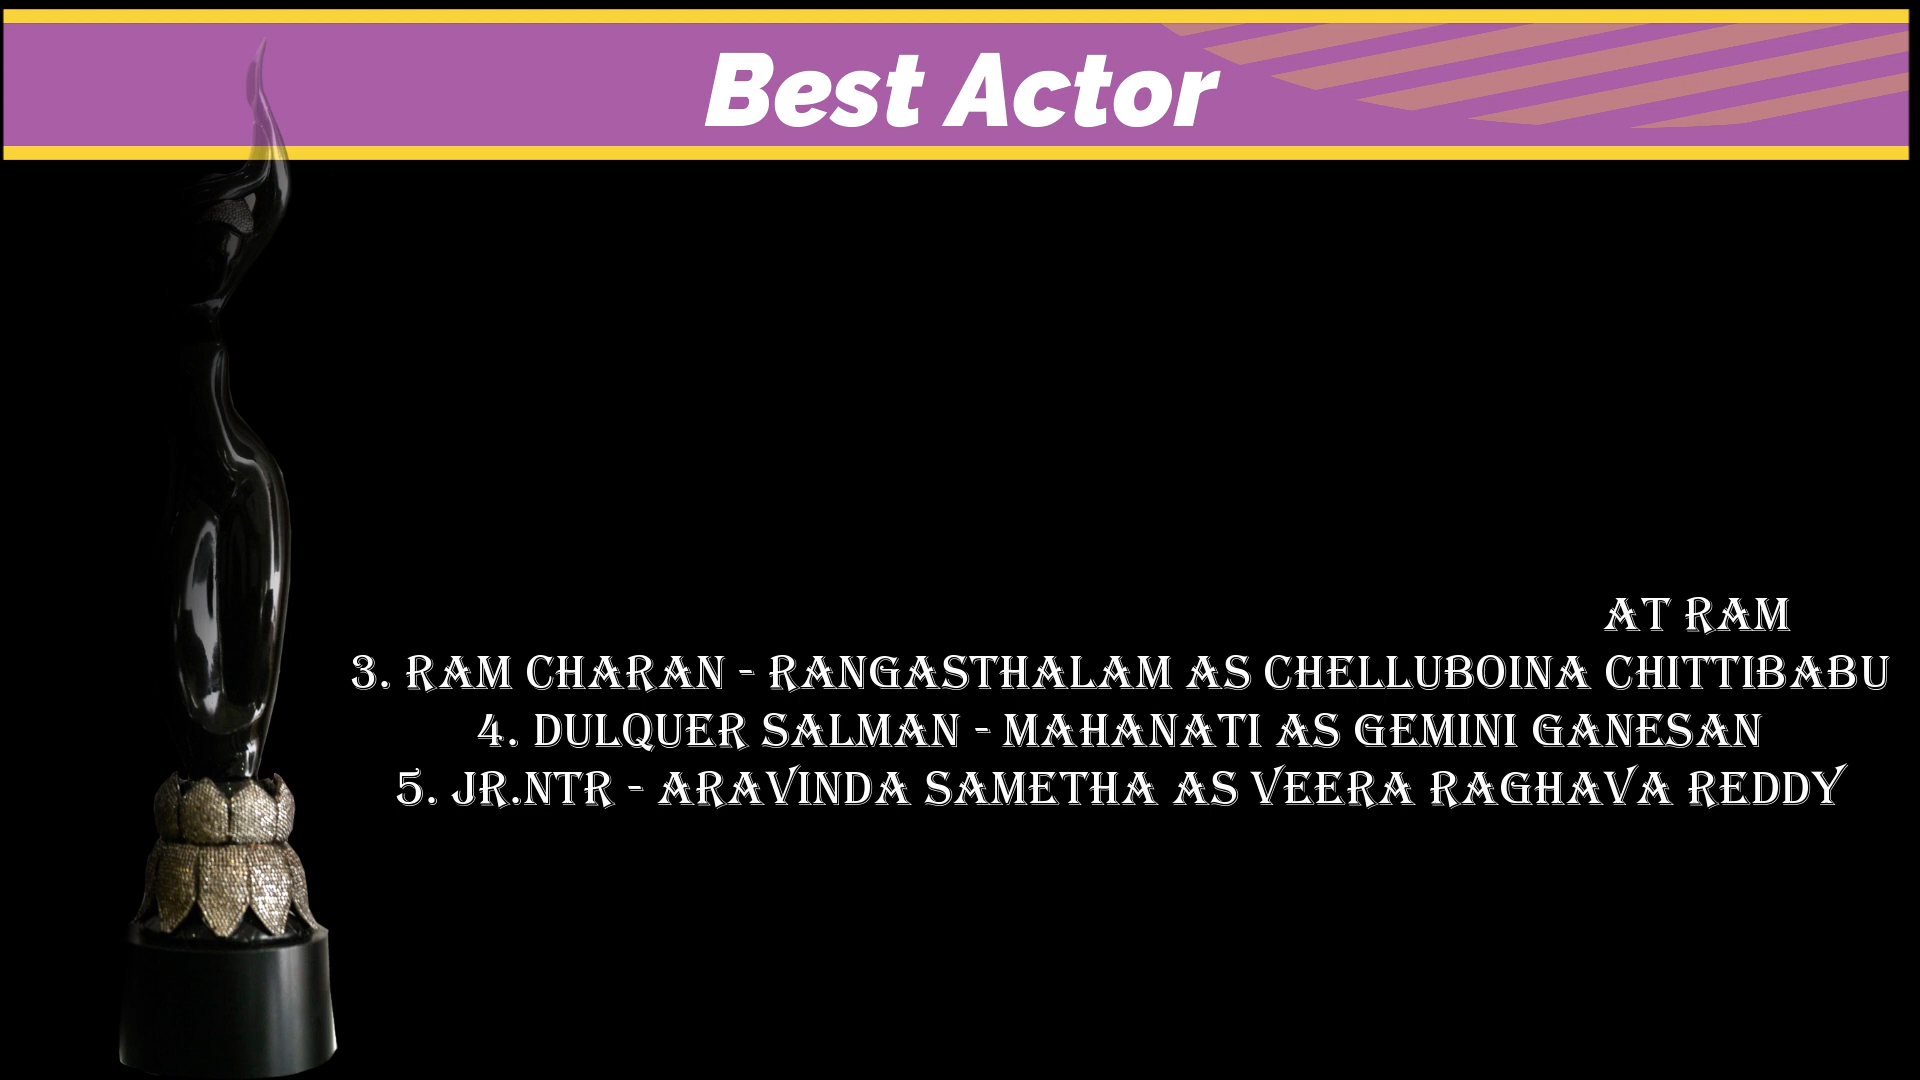 Best Actor
AT RAM
3. RAM CHARAN - RANGASTHALAM AS CHELLUBOINA CHITTIBABU
4. DULQUER SALMAN - MAHANATI AS GEMINI GANESAN
5. JR.NTR - ARAVINDA SAMETHA AS VEERA RAGHAVA REDDY